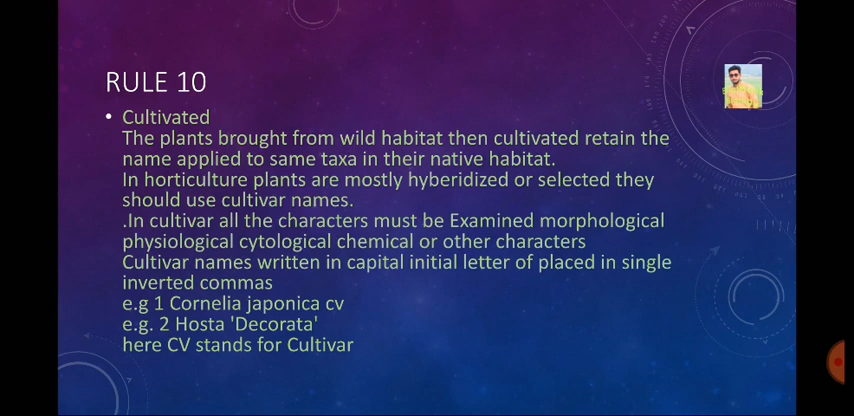 RULE 10
• Cultivated
The plants brought from wild habitat then cultivated retain the
name applied to same taxa in their native habitat.
In horticulture plants are mostly hyberidized or selected they
should use cultivar names.
.In cultivar all the characters must be Examined morphological
physiological cytological chemical or other characters
Cultivar names written in capital initial letter of placed in single
inverted commas
e.g 1 Cornelia japonica cv
e.g. 2 Hosta 'Decorata'
here CV stands for Cultivar